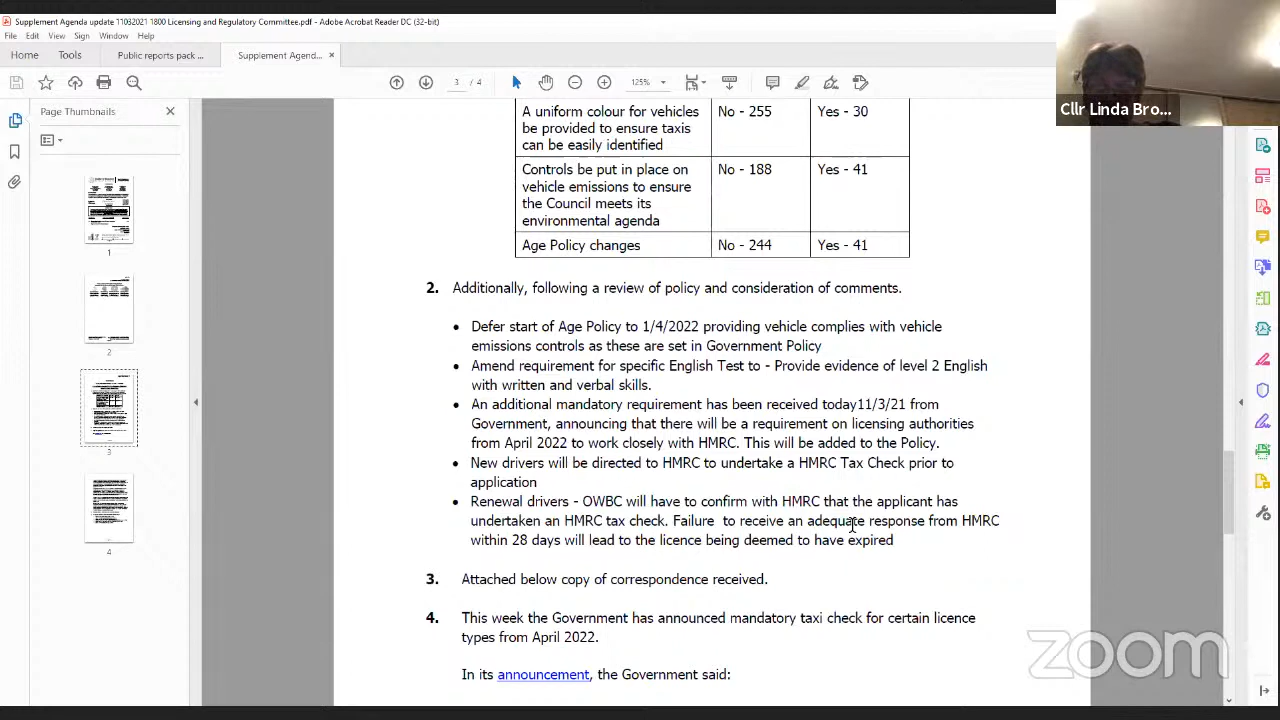 Supplement Agenda update 11032021 1800 Licensing and Regulatory Committee.pdf - Adobe Acrobat Reader DC (32-bit)
File Edit View Sign Window Help
Home Tools Public reports pack ... Supplement Agend... ×
3 / 4 125%
Page Thumbnails
1
2
3
4
A uniform colour for vehicles be provided to ensure taxis can be easily identified No - 255 Yes - 30
Controls be put in place on vehicle emissions to ensure the Council meets its environmental agenda No - 188 Yes - 41
Age Policy changes No - 244 Yes - 41
2. Additionally, following a review of policy and consideration of comments.
• Defer start of Age Policy to 1/4/2022 providing vehicle complies with vehicle
emissions controls as these are set in Government Policy
• Amend requirement for specific English Test to - Provide evidence of level 2 English
with written and verbal skills.
• An additional mandatory requirement has been received today11/3/21 from
Government, announcing that there will be a requirement on licensing authorities
from April 2022 to work closely with HMRC. This will be added to the Policy.
• New drivers will be directed to HMRC to undertake a HMRC Tax Check prior to
application
• Renewal drivers - OWBC will have to confirm with HMRC that the applicant has
undertaken an HMRC tax check. Failure to receive an adequate response from HMRC
within 28 days will lead to the licence being deemed to have expired
3. Attached below copy of correspondence received.
4. This week the Government has announced mandatory taxi check for certain licence
types from April 2022.
In its announcement, the Government said:
Cllr Linda Bro...
zoom